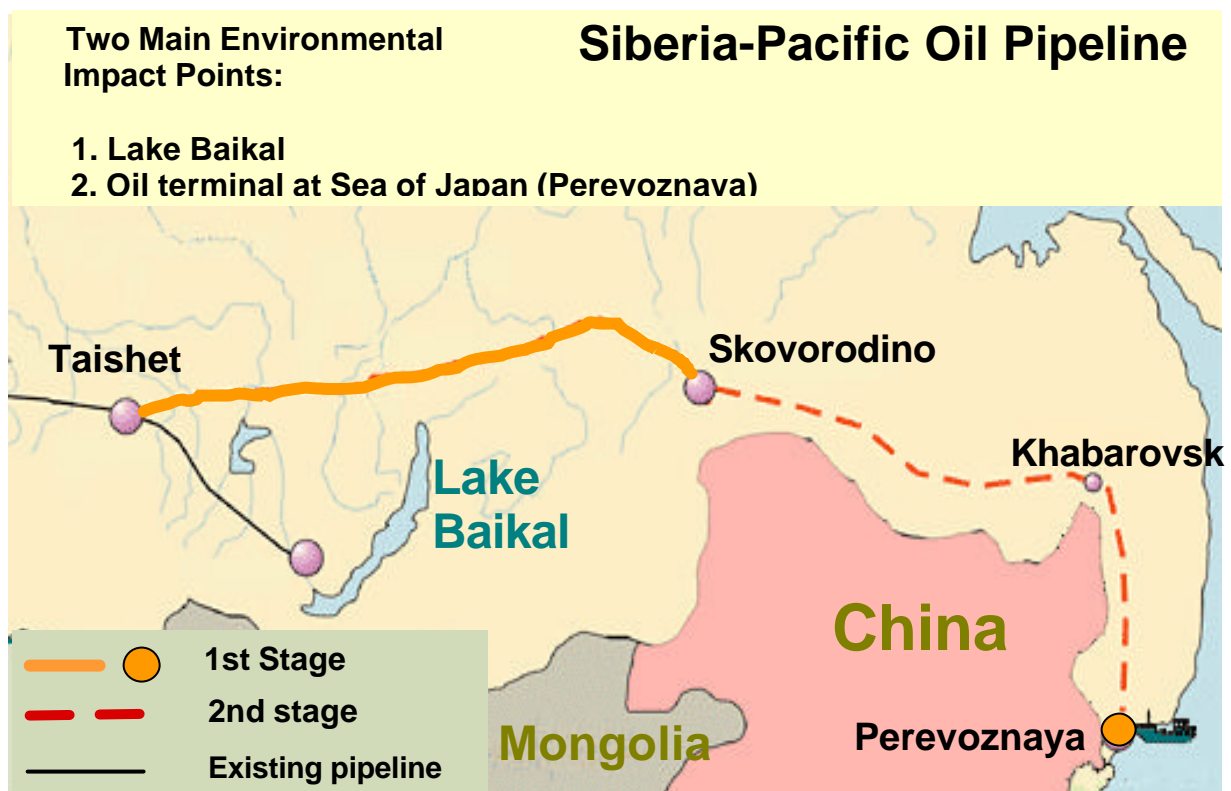 Two Main Environmental
Impact Points:
Siberia-Pacific Oil Pipeline
1. Lake Baikal
2. Oil terminal at Sea of Japan (Perevoznaya)
Taishet
Skovorodino
Khabarovsk
Lake
Baikal
China
1st Stage
2nd stage
Mongolia
Perevoznaya
Existing pipeline